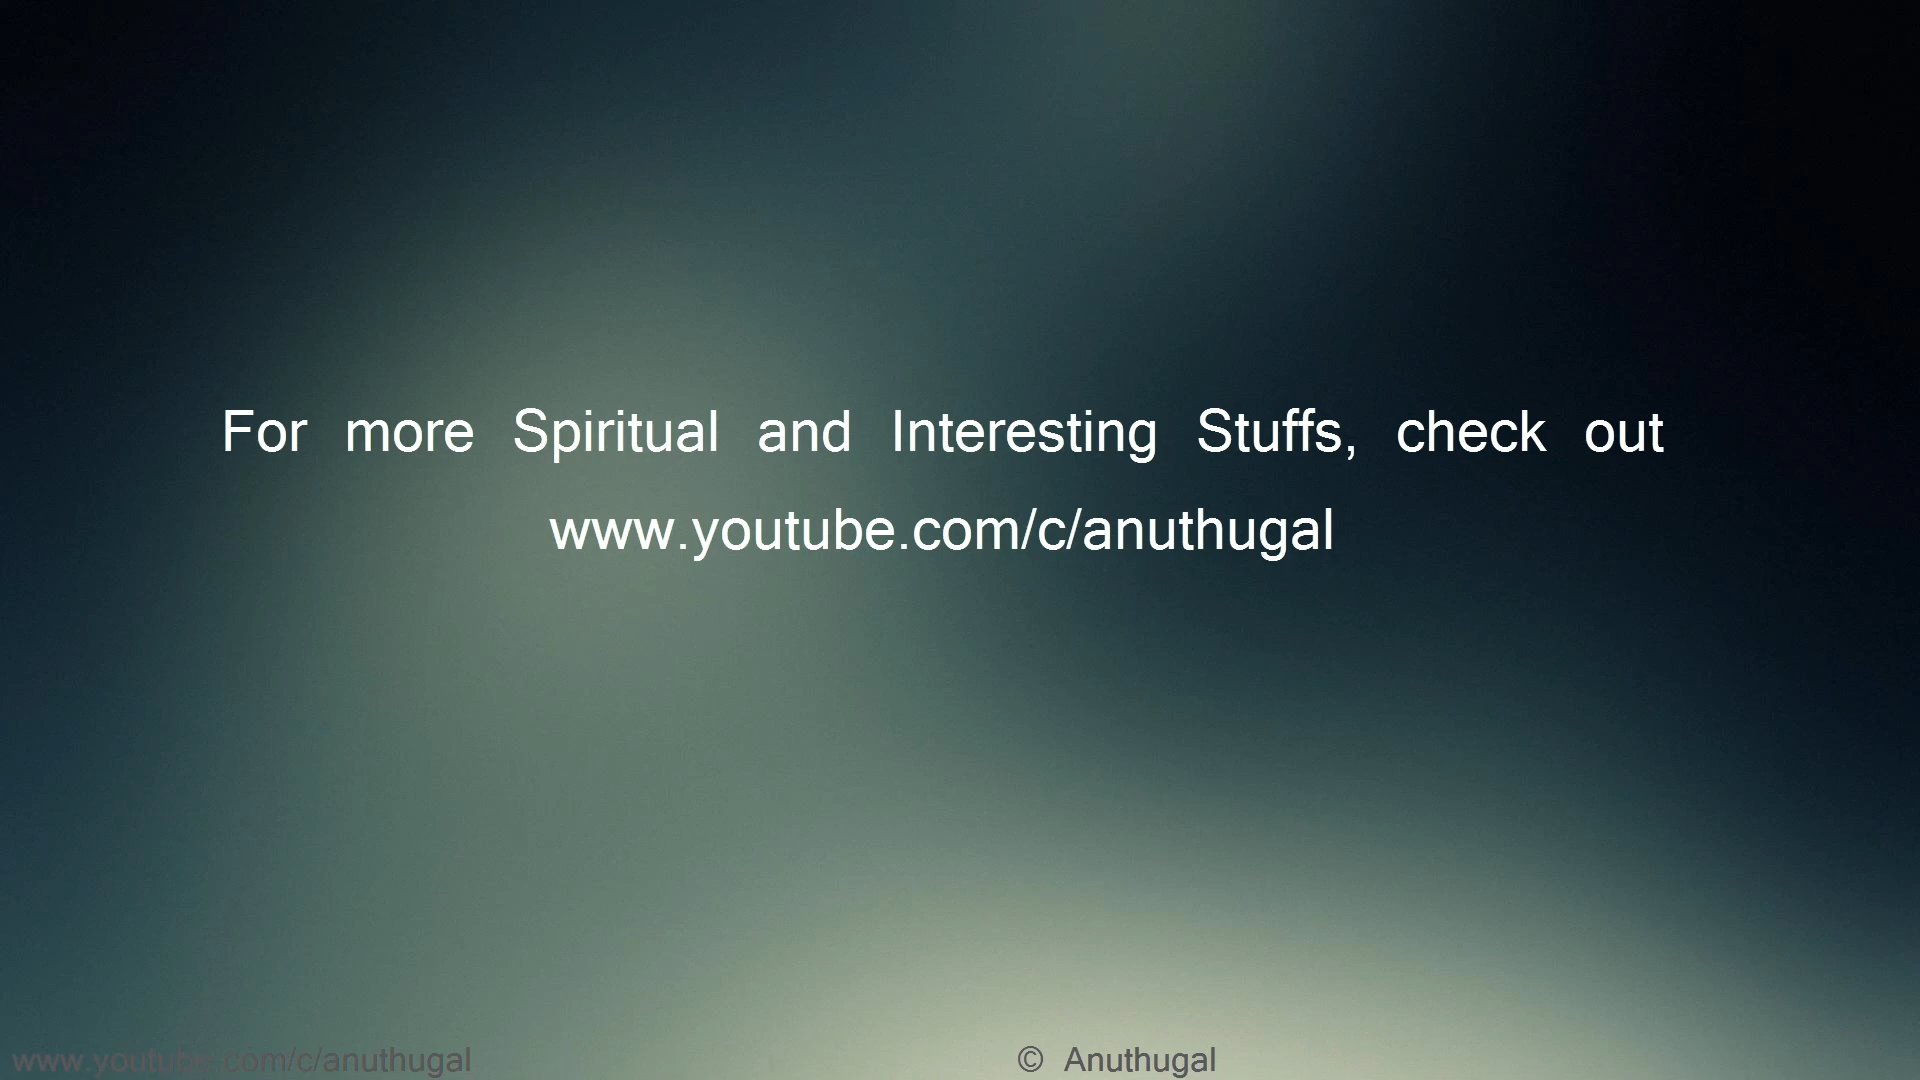 For more Spiritual and Interesting Stuffs, check out
www.youtube.com/c/anuthugal
www.youtube.com/c/anuthugal
© Anuthugal